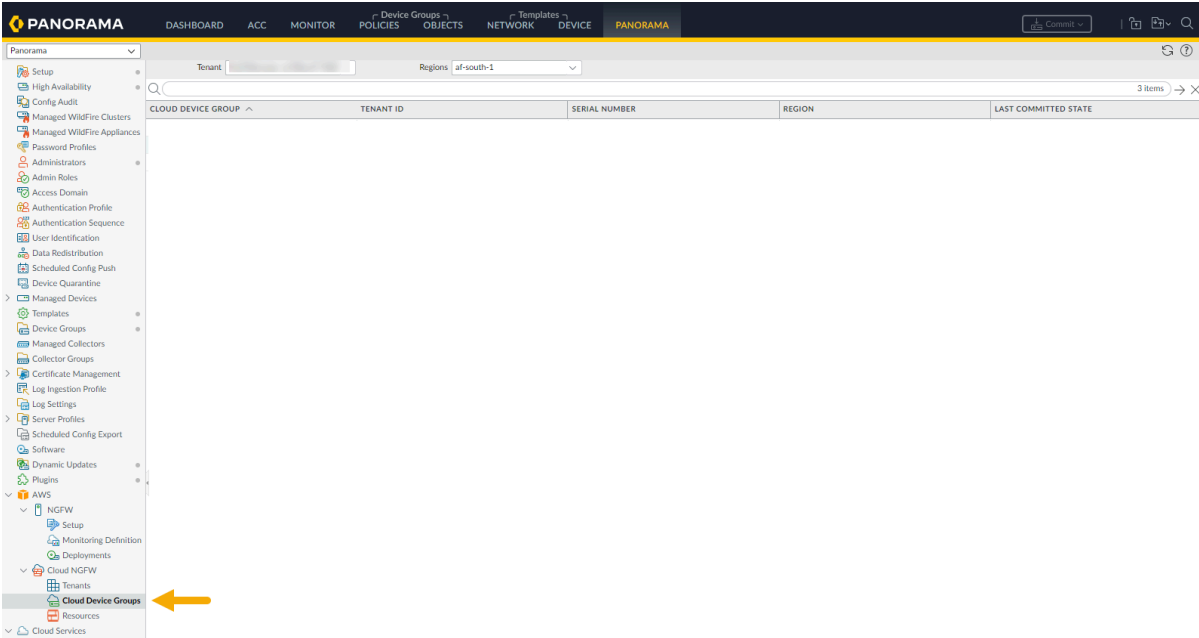 PANORAMA
DASHBOARD ACC MONITOR Device Groups POLICIES OBJECTS Templates NETWORK DEVICE PANORAMA Commit
Panorama
Tenant Regions af-south-1
3 items
CLOUD DEVICE GROUP TENANT ID SERIAL NUMBER REGION LAST COMMITTED STATE
Setup
High Availability
Config Audit
Managed WildFire Clusters
Managed WildFire Appliances
Password Profiles
Administrators
Admin Roles
Access Domain
Authentication Profile
Authentication Sequence
User Identification
Data Redistribution
Scheduled Config Push
Device Quarantine
Managed Devices
Templates
Device Groups
Managed Collectors
Collector Groups
Certificate Management
Log Ingestion Profile
Log Settings
Server Profiles
Scheduled Config Export
Software
Dynamic Updates
Plugins
AWS
NGFW
Setup
Monitoring Definition
Deployments
Cloud NGFW
Tenants
Cloud Device Groups
Resources
Cloud Services